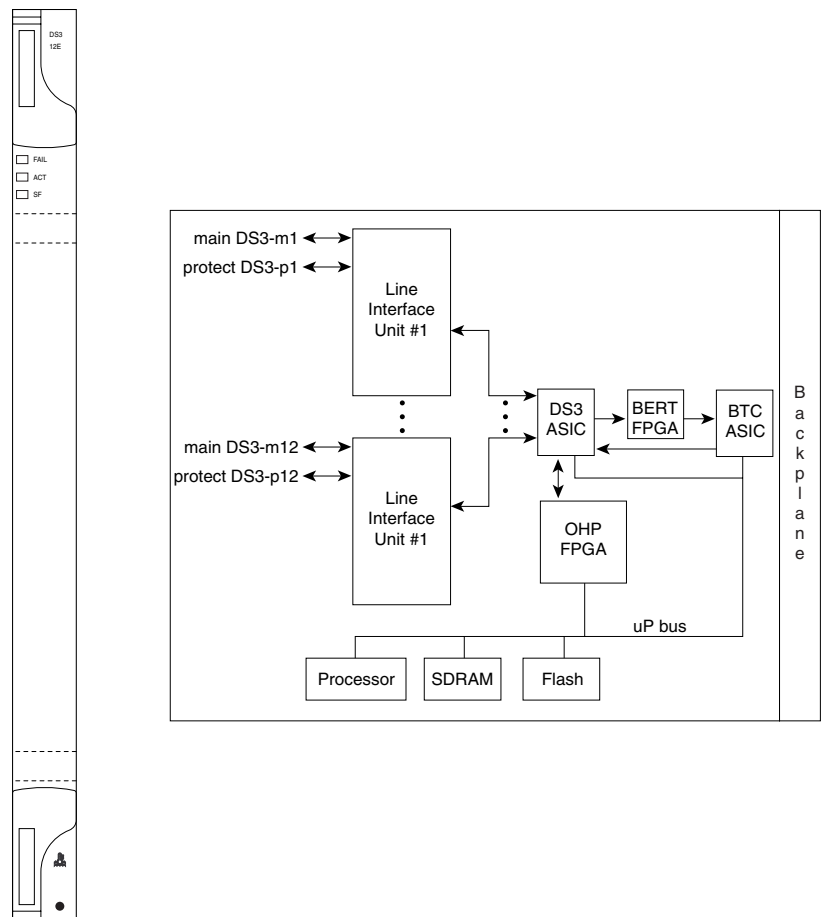 DS3
12E
FAIL
ACT
SF
main DS3-m1
protect DS3-p1
Line
Interface
Unit #1
main DS3-m12
protect DS3-p12
Line
Interface
Unit #1
DS3
ASIC
BERT
FPGA
BTC
ASIC
OHP
FPGA
uP bus
Processor
SDRAM
Flash
B
a
c
k
p
l
a
n
e